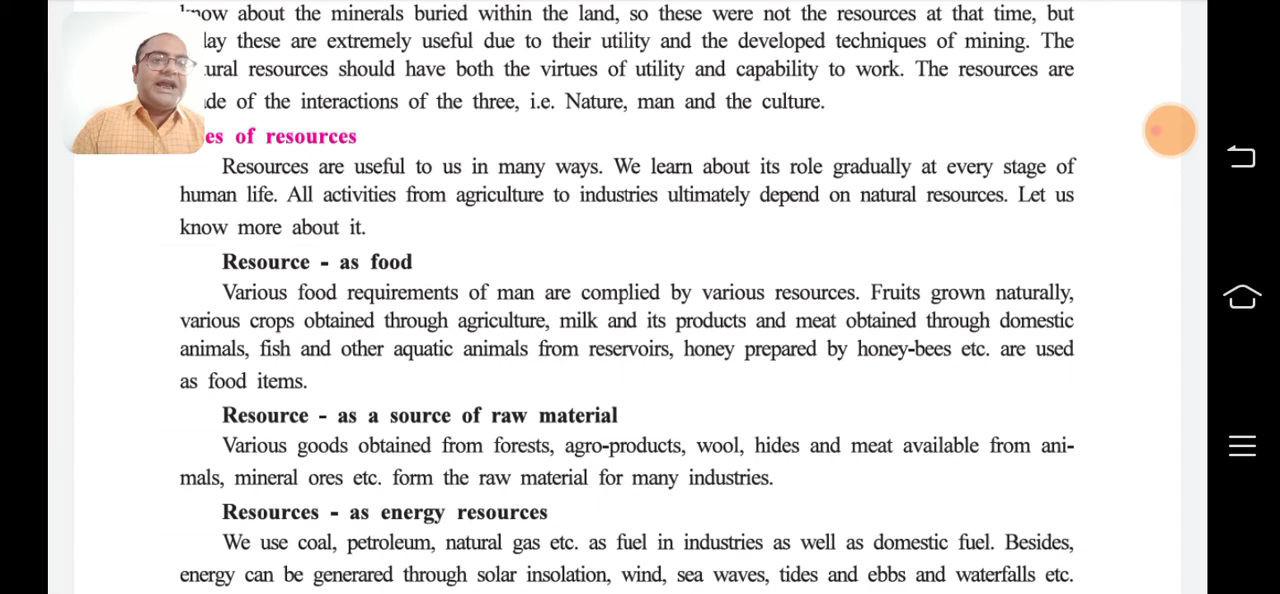 know about the minerals buried within the land, so these were not the resources at that time, but
lay these are extremely useful due to their utility and the developed techniques of mining. The
ural resources should have both the virtues of utility and capability to work. The resources are
de of the interactions of the three, i.e. Nature, man and the culture.
es of resources
Resources are useful to us in many ways. We learn about its role gradually at every stage of
human life. All activities from agriculture to industries ultimately depend on natural resources. Let us
know more about it.
Resource - as food
Various food requirements of man are complied by various resources. Fruits grown naturally,
various crops obtained through agriculture, milk and its products and meat obtained through domestic
animals, fish and other aquatic animals from reservoirs, honey prepared by honey-bees etc. are used
as food items.
Resource - as a source of raw material
Various goods obtained from forests, agro-products, wool, hides and meat available from ani-
mals, mineral ores etc. form the raw material for many industries.
Resources - as energy resources
We use coal, petroleum, natural gas etc. as fuel in industries as well as domestic fuel. Besides,
energy can be generared through solar insolation, wind, sea waves, tides and ebbs and waterfalls etc.